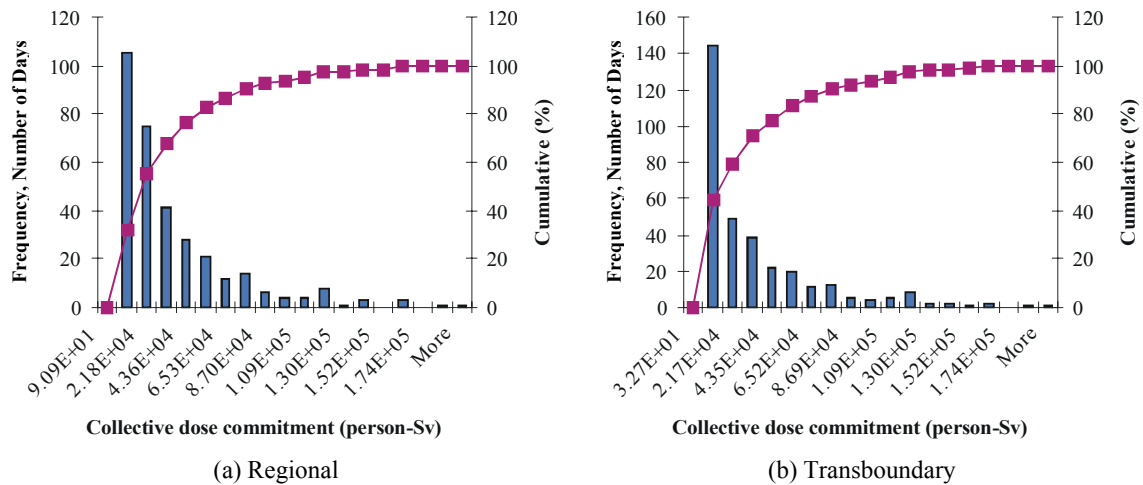 120
100
80
60
40
20
0
Frequency, Number of Days
120
100
80
60
40
20
0
Cumulative (%)
9.09E+01
2.18E+04
4.36E+04
6.53E+04
8.70E+04
1.09E+05
1.30E+05
1.52E+05
1.74E+05
More
Collective dose commitment (person-Sv)
(a) Regional
160
140
120
100
80
60
40
20
0
Frequency, Number of Days
120
100
80
60
40
20
0
Cumulative (%)
3.27E+01
2.17E+04
4.35E+04
6.52E+04
8.69E+04
1.09E+05
1.30E+05
1.52E+05
1.74E+05
More
Collective dose commitment (person-Sv)
(b) Transboundary